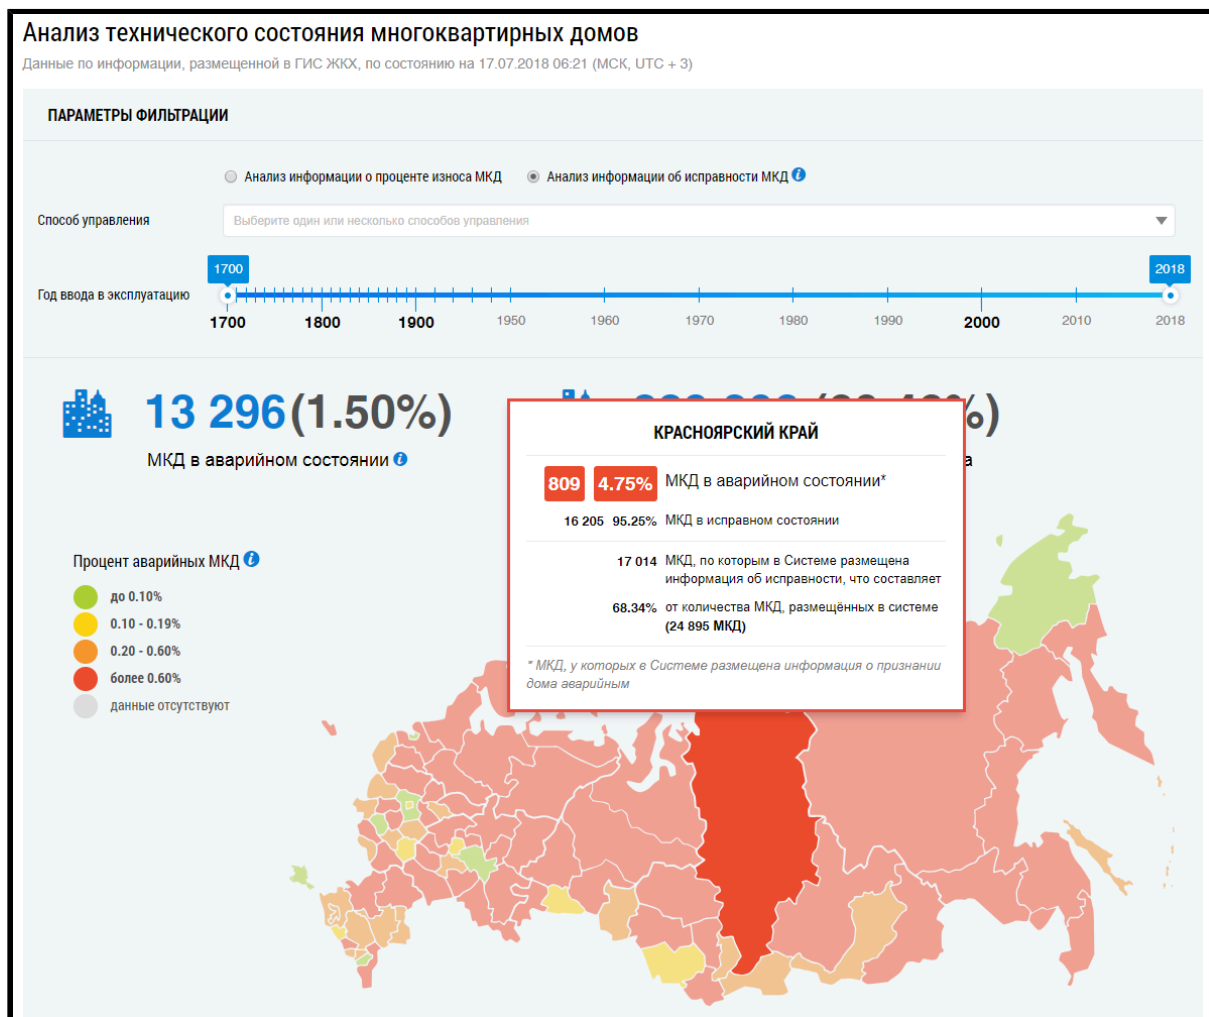 Анализ технического состояния многоквартирных домов
Данные по информации, размещенной в ГИС ЖКХ, по состоянию на 17.07.2018 06:21 (МСК, UTC + 3)
ПАРАМЕТРЫ ФИЛЬТРАЦИИ
Анализ информации о проценте износа МКД Анализ информации об исправности МКД
Способ управления Выберите один или несколько способов управления
1700 2018
Год ввода в эксплуатацию
1700 1800 1900 1950 1960 1970 1980 1990 2000 2010 2018
13 296 (1.50%)
МКД в аварийном состоянии
КРАСНОЯРСКИЙ КРАЙ
809 4.75% МКД в аварийном состоянии*
16 205 95.25% МКД в исправном состоянии
17 014 МКД, по которым в Системе размещена
информация об исправности, что составляет
68.34% от количества МКД, размещённых в системе
(24 895 МКД)
* МКД, у которых в Системе размещена информация о признании
дома аварийным
Процент аварийных МКД
до 0.10%
0.10 - 0.19%
0.20 - 0.60%
более 0.60%
данные отсутствуют